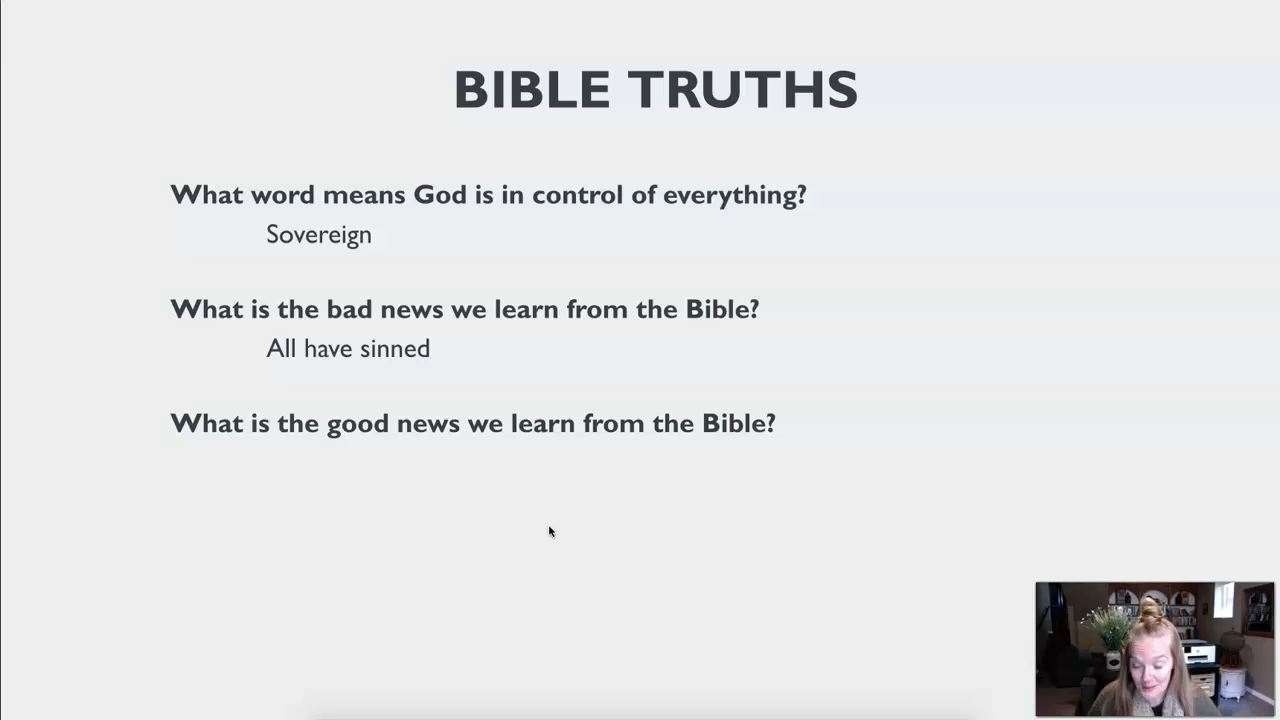 BIBLE TRUTHS
What word means God is in control of everything?
Sovereign
What is the bad news we learn from the Bible?
All have sinned
What is the good news we learn from the Bible?